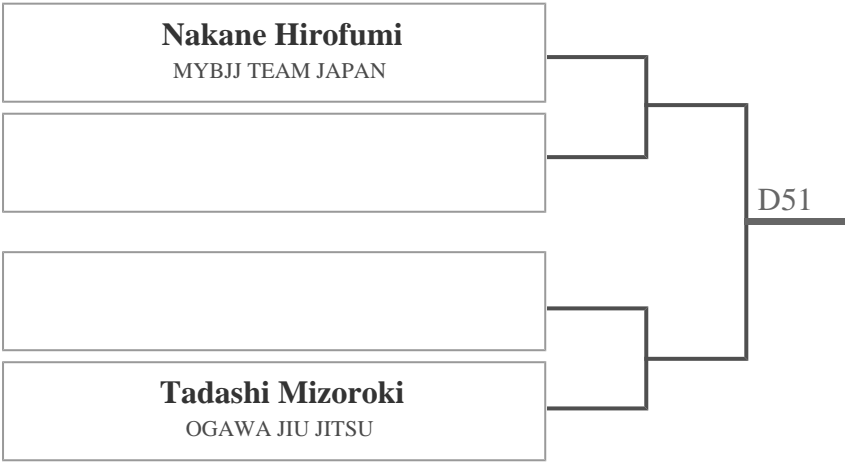 Nakane Hirofumi
MYBJJ TEAM JAPAN
D51
Tadashi Mizoroki
OGAWA JIU JITSU